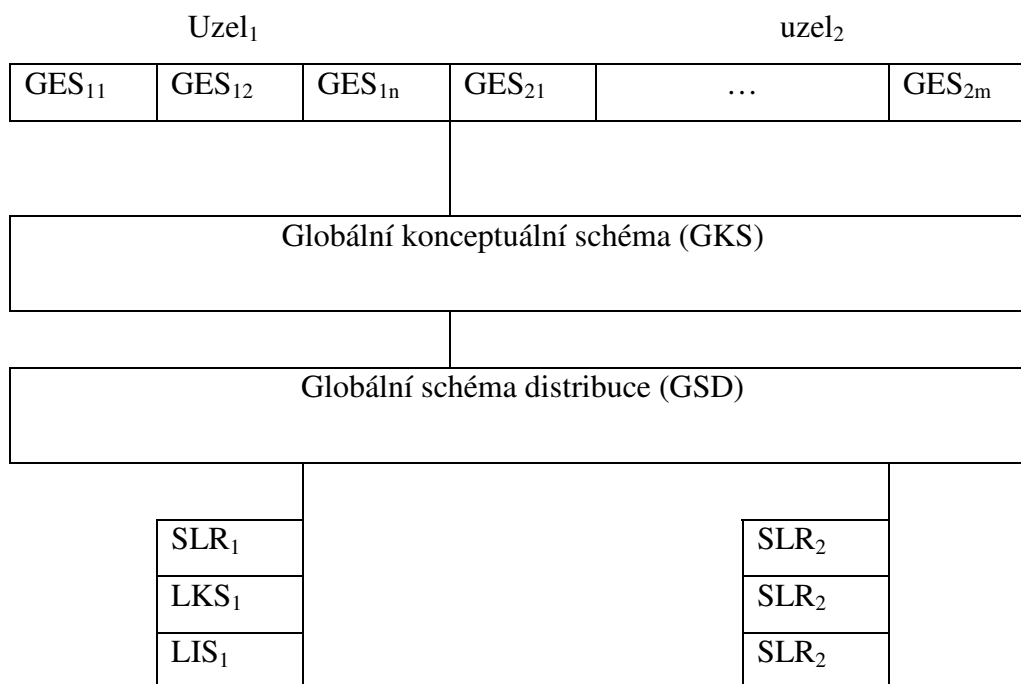 Uzel₁ uzel₂
GES₁₁ GES₁₂ GES₁ₙ GES₂₁ … GES₂ₘ
Globální konceptuální schéma (GKS)
Globální schéma distribuce (GSD)
SLR₁ SLR₂
LKS₁ SLR₂
LIS₁ SLR₂